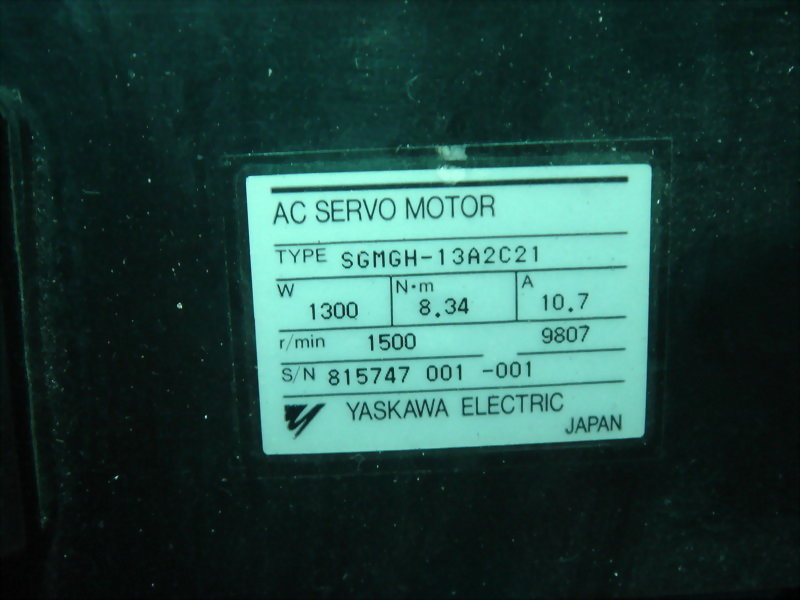 AC SERVO MOTOR
TYPE SGMGH-13A2C21
W 1300 N·m 8.34 A 10.7
r/min 1500 9807
S/N 815747 001 -001
YASKAWA ELECTRIC
JAPAN